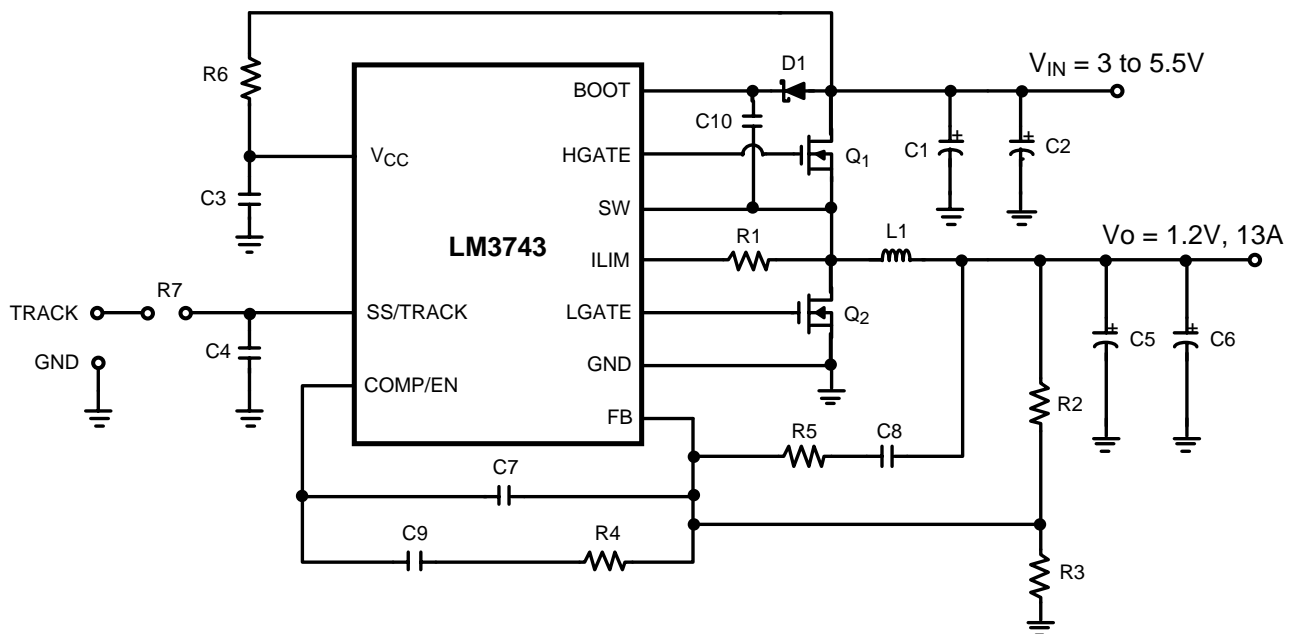 R6
D1
V_IN = 3 to 5.5V
BOOT
C10
C1
C2
HGATE
Q1
V_CC
C3
SW
LM3743
R1
L1
Vo = 1.2V, 13A
ILIM
R7
TRACK
SS/TRACK
LGATE
Q2
C4
C5
C6
GND
GND
COMP/EN
FB
R2
R5
C8
C7
C9
R4
R3